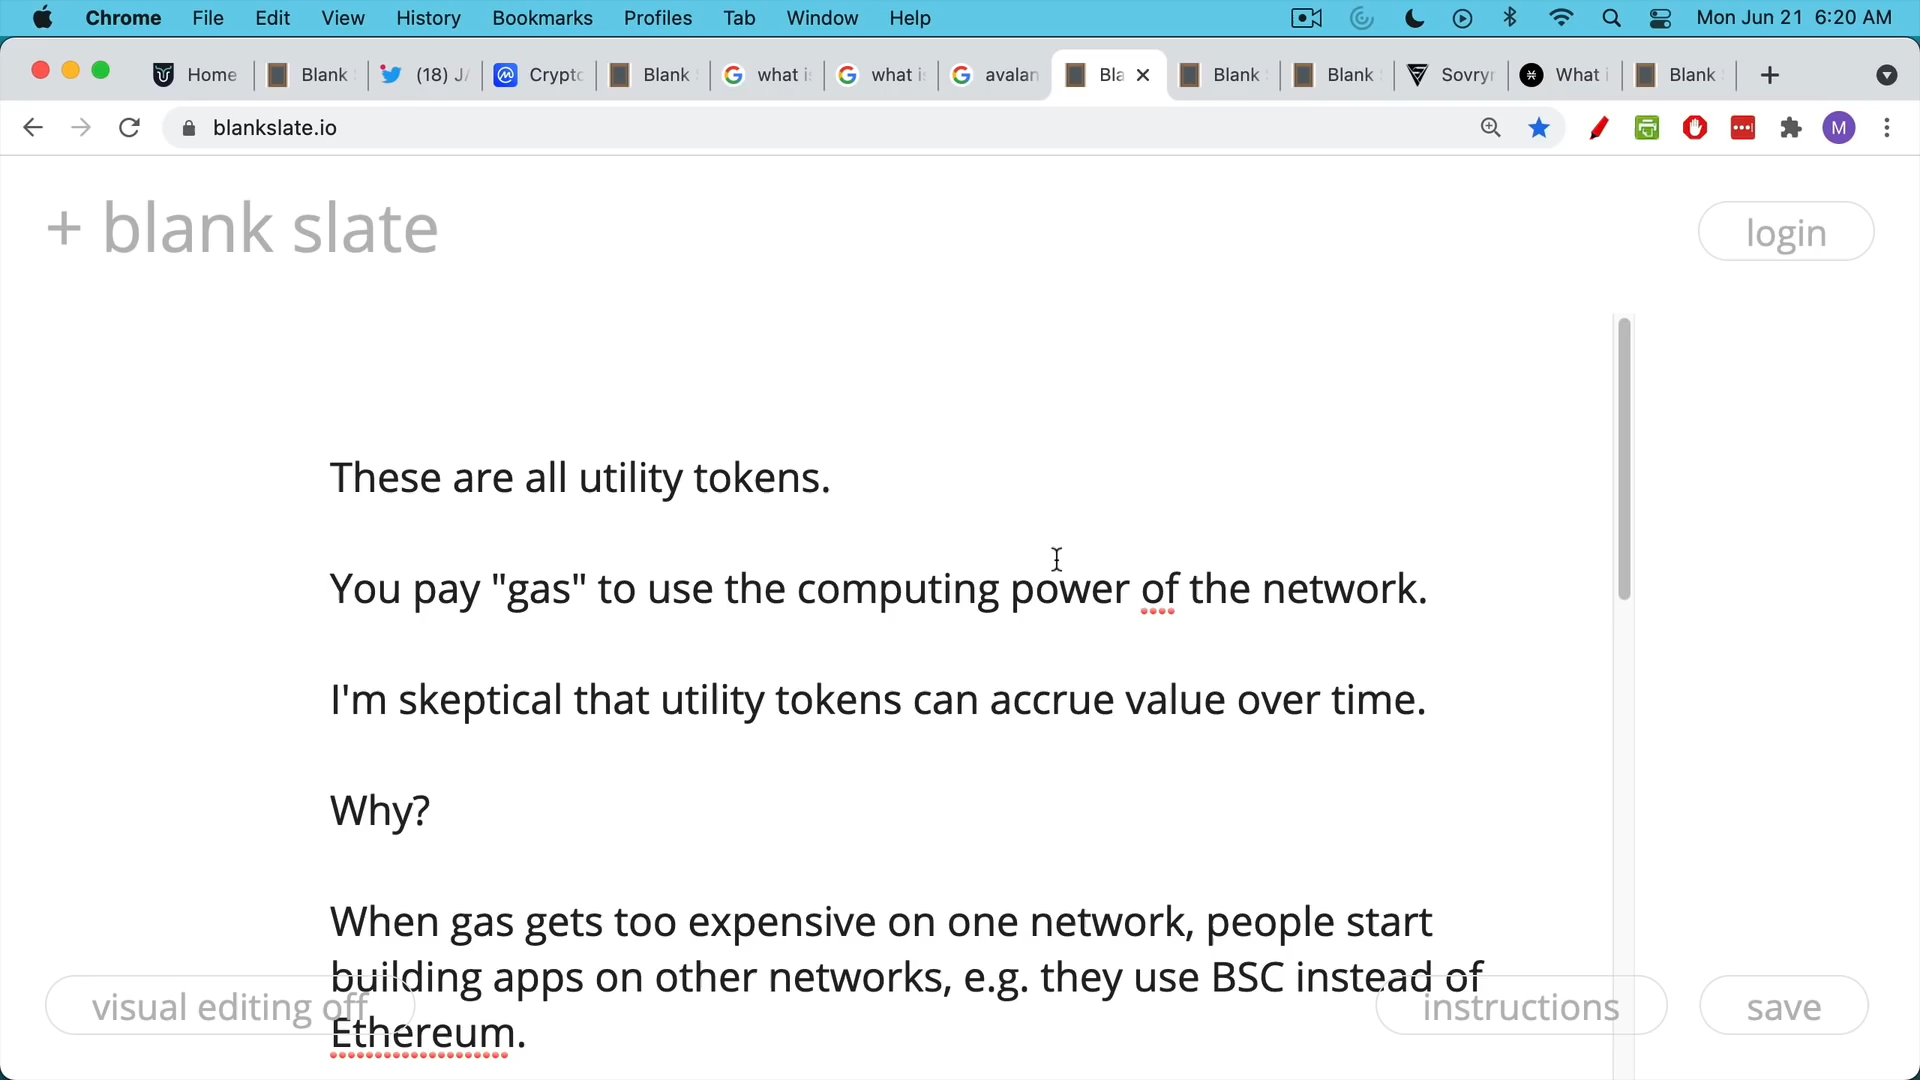 Chrome File Edit View History Bookmarks Profiles Tab Window Help Mon Jun 21 6:20 AM
Home Blank (18) J Crypto Blank what is what is avalan Bla Blank Blank Sovryn What i Blank
blankslate.io M
+ blank slate login
These are all utility tokens.
You pay "gas" to use the computing power of the network.
I'm skeptical that utility tokens can accrue value over time.
Why?
When gas gets too expensive on one network, people start
building apps on other networks, e.g. they use BSC instead of
Ethereum.
visual editing off instructions save